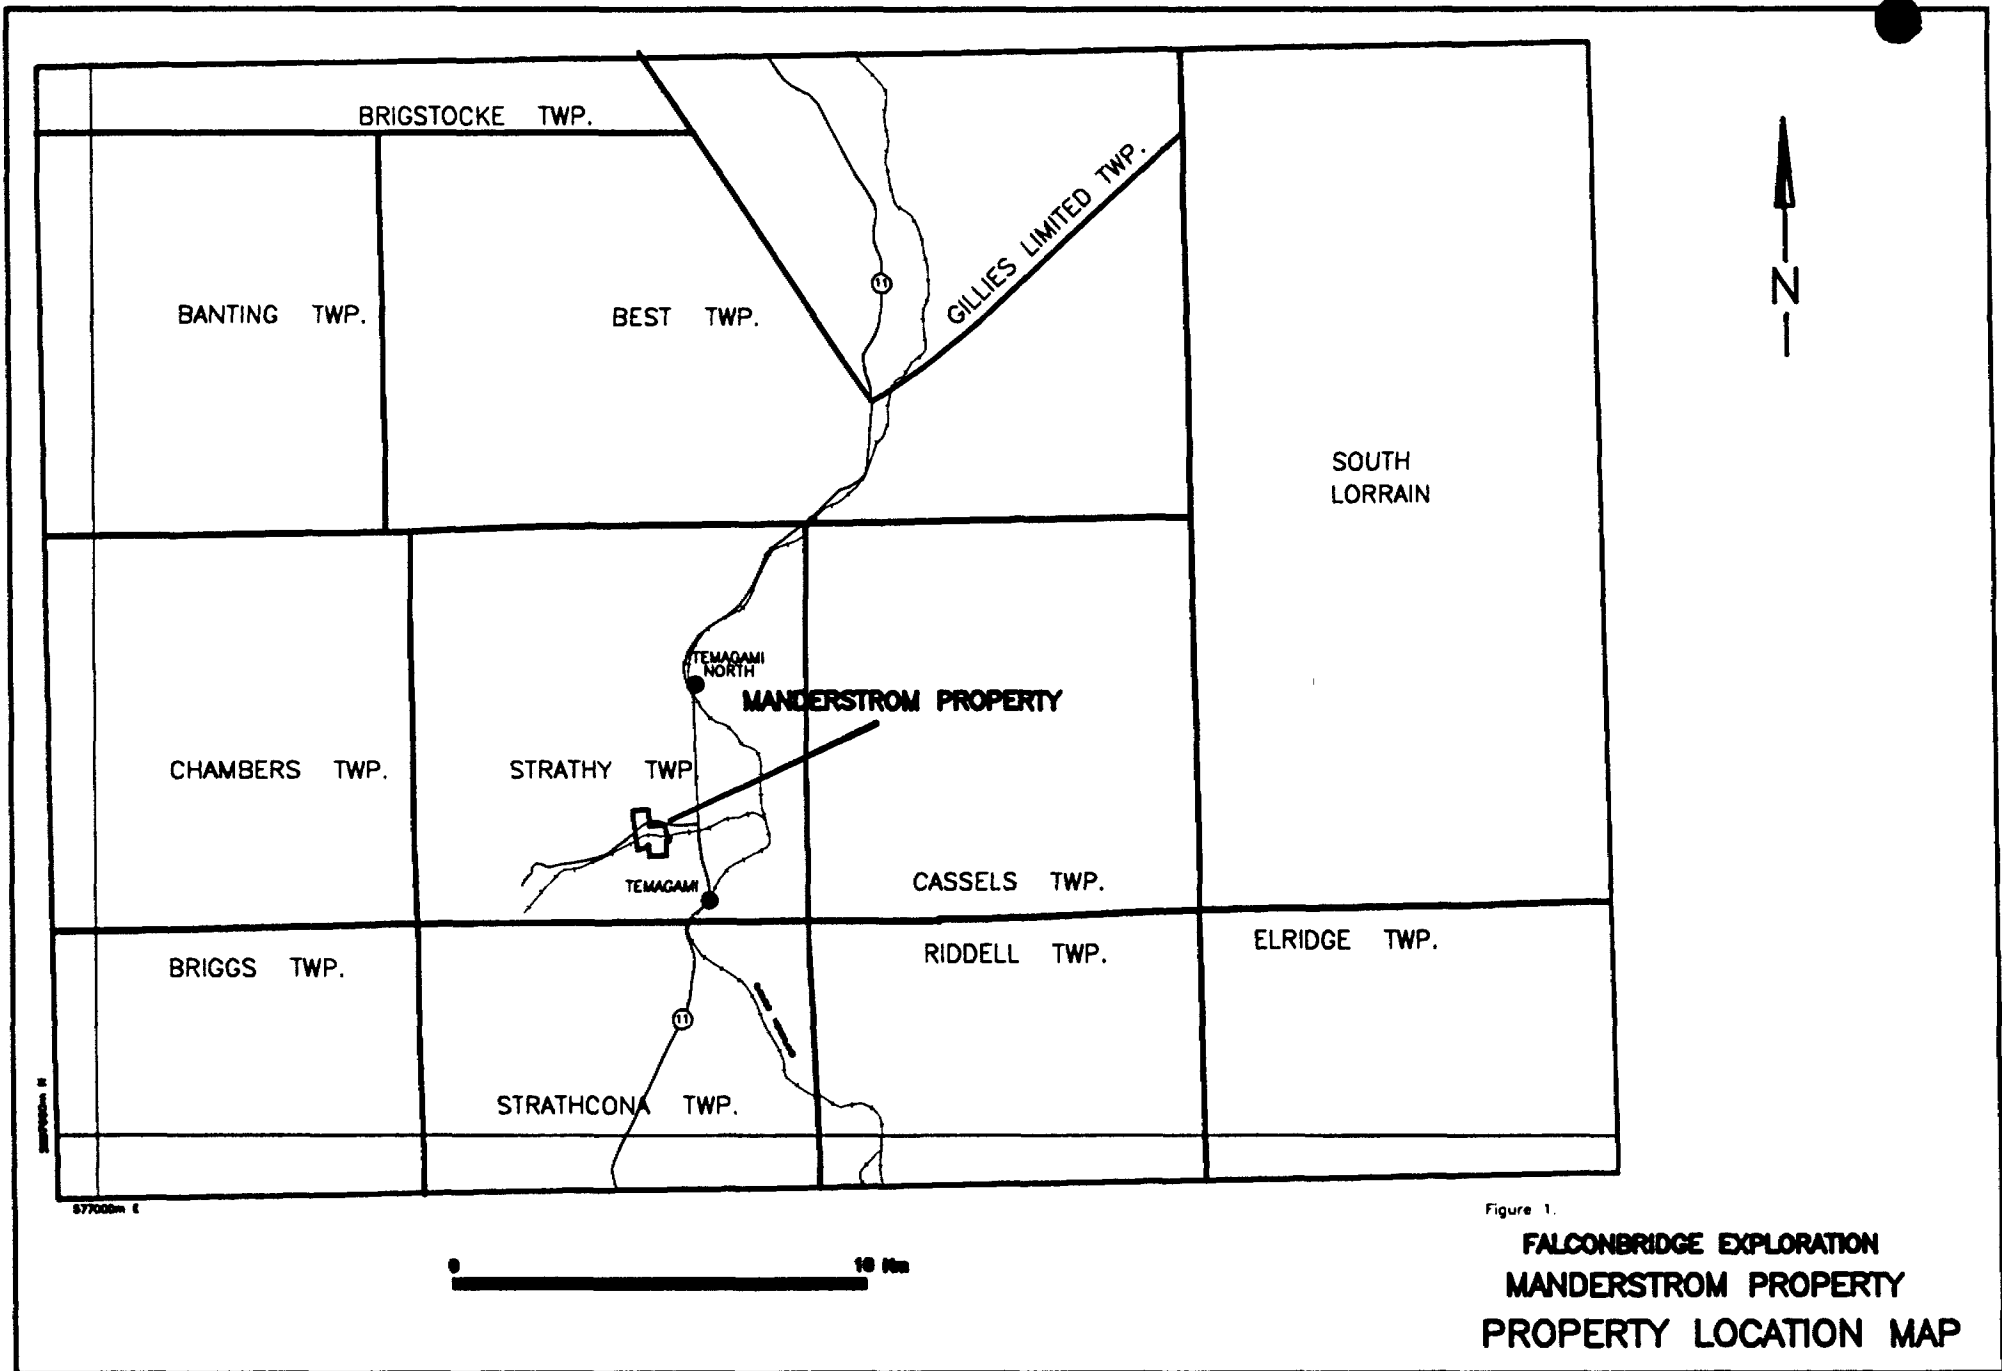 BRIGSTOCKE TWP.
GILLIES LIMITED TWP.
11
BANTING TWP.
BEST TWP.
N
SOUTH
LORRAIN
TEMAGAMI
NORTH
MANDERSTROM PROPERTY
CHAMBERS TWP.
STRATHY TWP
TEMAGAMI
CASSELS TWP.
BRIGGS TWP.
RIDDELL TWP.
ELRIDGE TWP.
11
STRATHCONA TWP.
577000m E
Figure 1.
FALCONBRIDGE EXPLORATION
0 10 Km
MANDERSTROM PROPERTY
PROPERTY LOCATION MAP